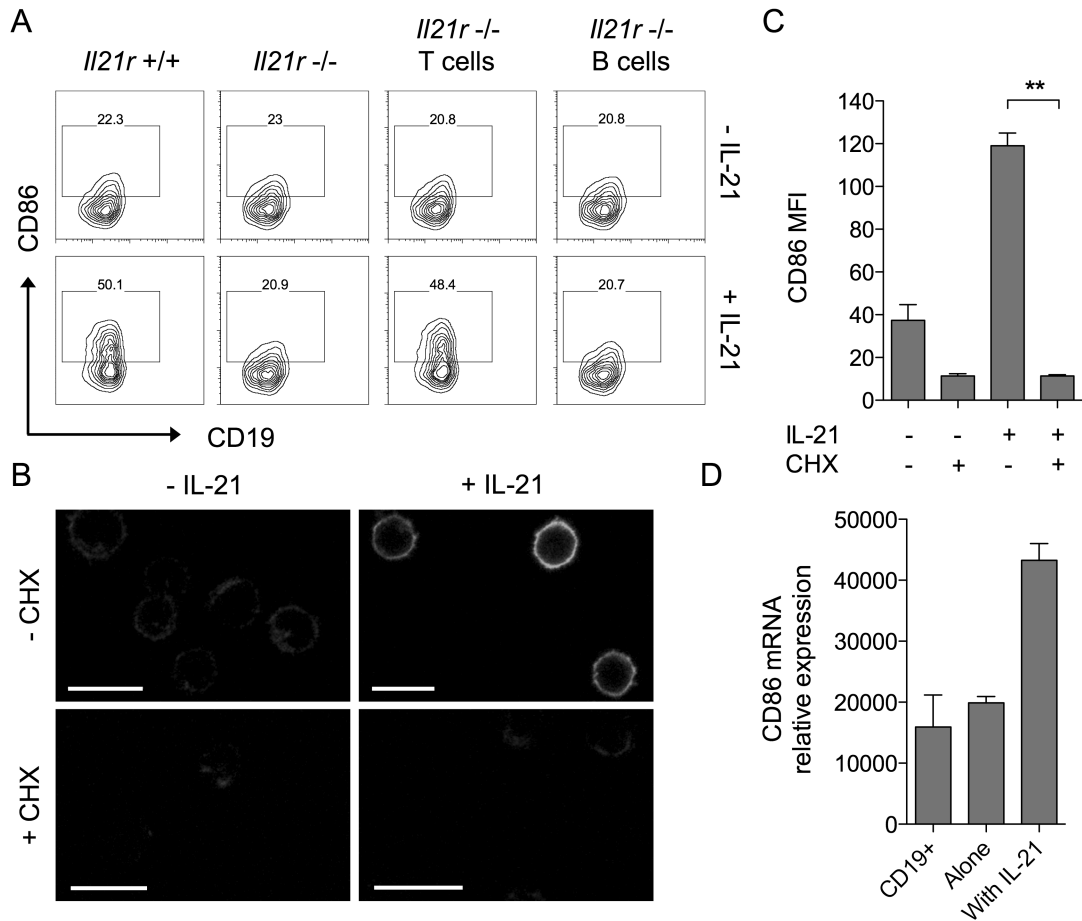 A
Il21r +/+
Il21r -/-
Il21r -/-
T cells
Il21r -/-
B cells
22.3
23
20.8
20.8
- IL-21
50.1
20.9
48.4
20.7
+ IL-21
CD86
CD19
B
- IL-21
+ IL-21
- CHX
+ CHX
C
**
140
120
100
80
60
40
20
0
CD86 MFI
IL-21 - - + +
CHX - + - +
D
50000
40000
30000
20000
10000
0
CD86 mRNA
relative expression
CD19+
Alone
With IL-21